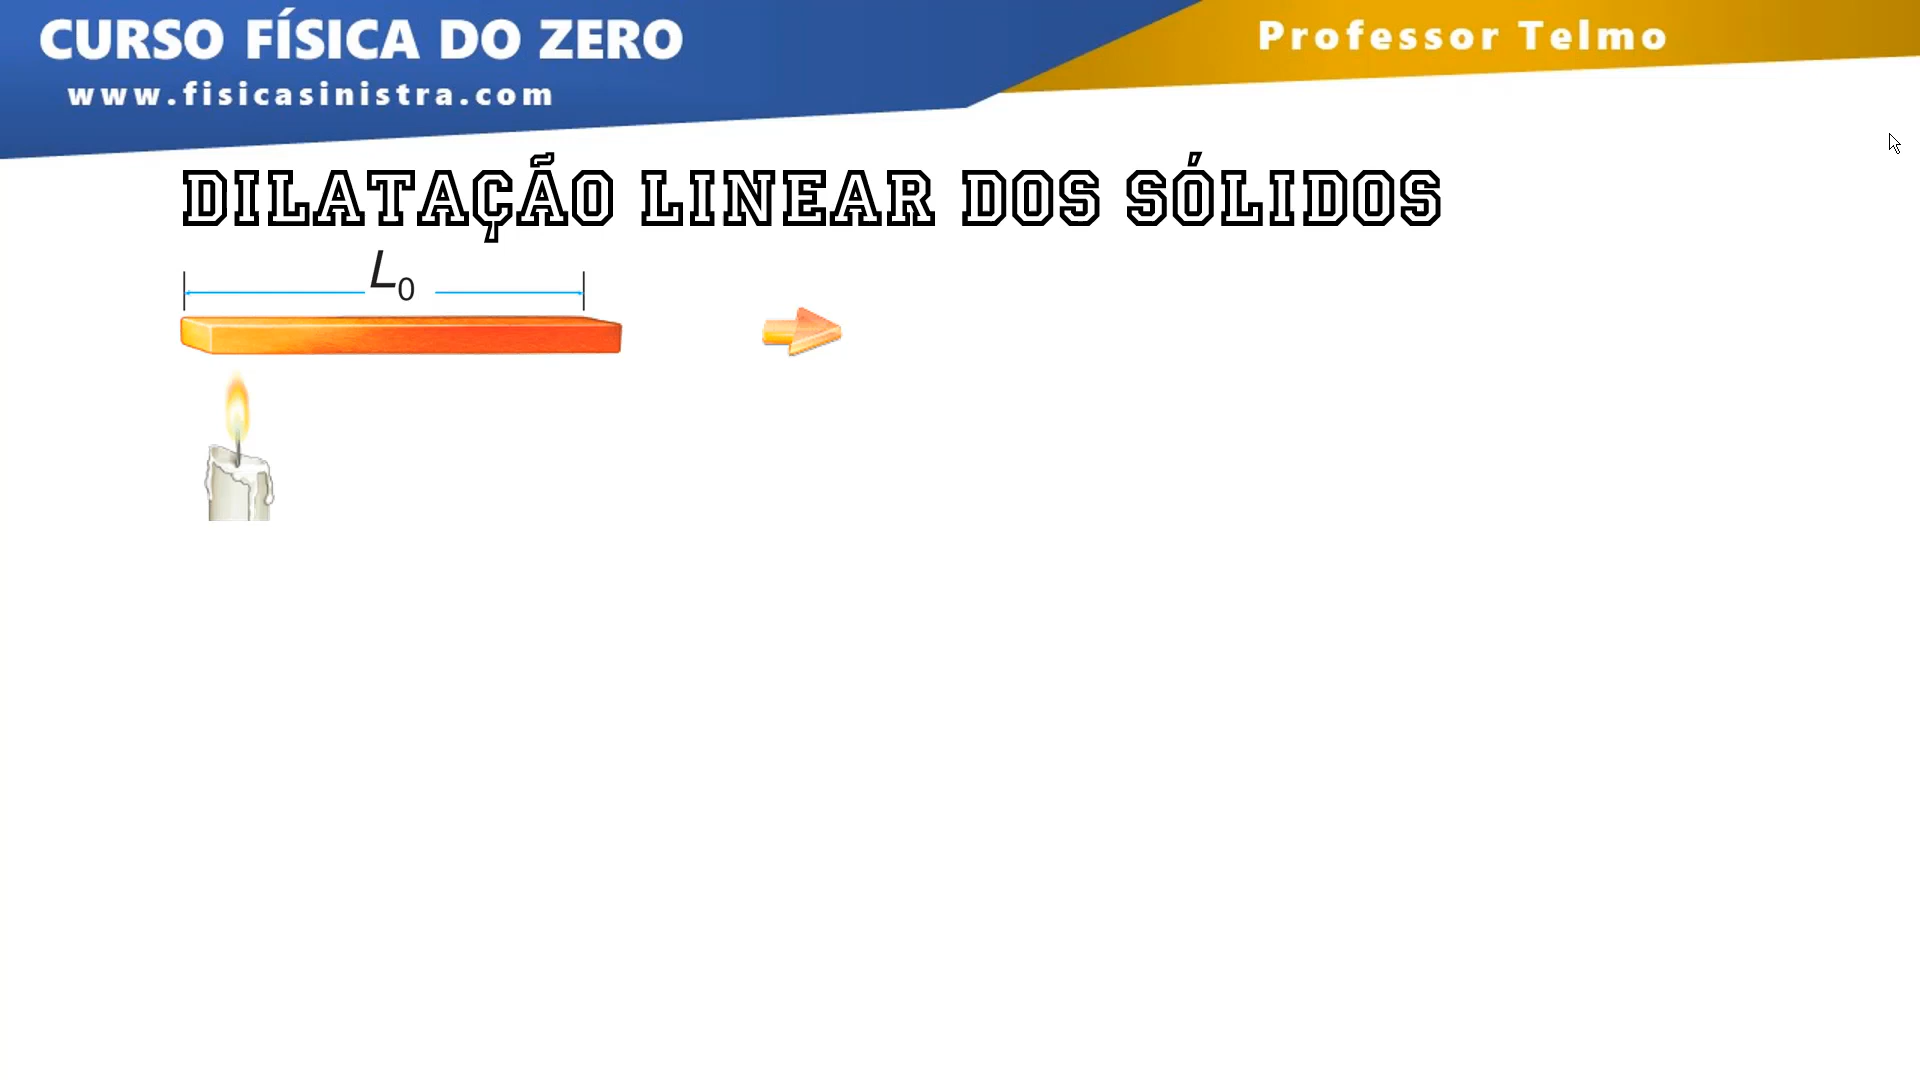 CURSO FÍSICA DO ZERO
www.fisicasinistra.com
Professor Telmo
DILATAÇÃO LINEAR DOS SÓLIDOS
L₀